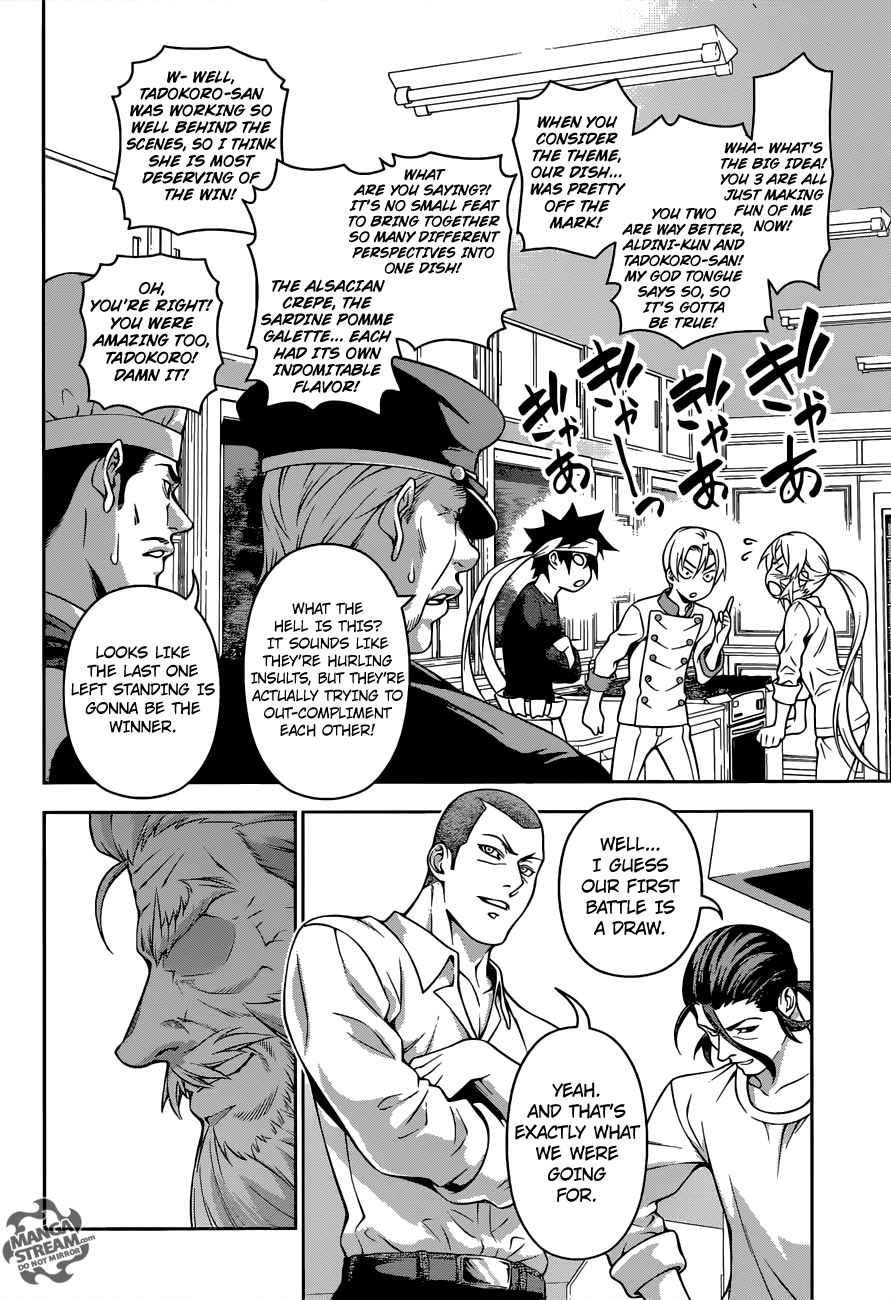 WHA- WHAT'S
THE BIG IDEA!
YOU 3 ARE ALL
JUST MAKING
FUN OF ME
NOW!
YOU TWO
ARE WAY BETTER,
ALDINI-KUN AND
TADOKORO-SAN!
MY GOD TONGUE
SAYS SO, SO
IT'S GOTTA
BE TRUE!
WHEN YOU
CONSIDER
THE THEME,
OUR DISH...
WAS PRETTY
OFF THE
MARK!
WHAT
ARE YOU SAYING?!
IT'S NO SMALL FEAT
TO BRING TOGETHER
SO MANY DIFFERENT
PERSPECTIVES INTO
ONE DISH!
THE ALSACIAN
CREPE, THE
SARDINE POMME
GALETTE... EACH
HAD ITS OWN
INDOMITABLE
FLAVOR!
W- WELL,
TADOKORO-SAN
WAS WORKING SO
WELL BEHIND THE
SCENES, SO I THINK
SHE IS MOST
DESERVING OF
THE WIN!
OH,
YOU'RE RIGHT!
YOU WERE
AMAZING TOO,
TADOKORO!
DAMN IT!
ぎゃあ
ぎゃあ
ぎゃーっ
ぎゃあ
WHAT THE
HELL IS THIS?
IT SOUNDS LIKE
THEY'RE HURLING
INSULTS, BUT THEY'RE
ACTUALLY TRYING TO
OUT-COMPLIMENT
EACH OTHER!
LOOKS LIKE
THE LAST ONE
LEFT STANDING IS
GONNA BE THE
WINNER.
WELL...
I GUESS
OUR FIRST
BATTLE IS
A DRAW.
YEAH.
AND THAT'S
EXACTLY WHAT
WE WERE
GOING
FOR.
MANGA
STREAM.com
DO NOT MIRROR